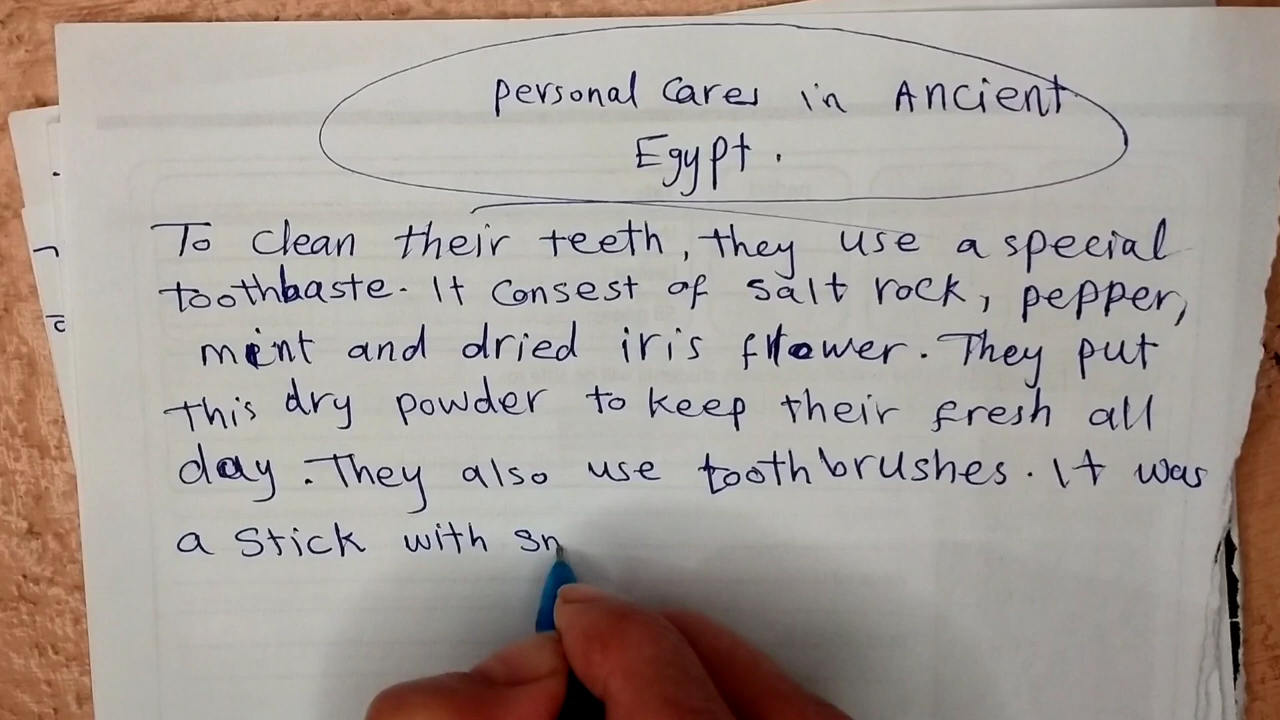 personal cares in Ancient
Egypt.
To clean their teeth, they use a special
toothbaste. It consest of salt rock, pepper,
mint and dried iris flower. They put
this dry powder to keep their fresh all
day. They also use toothbrushes. It was
a stick with